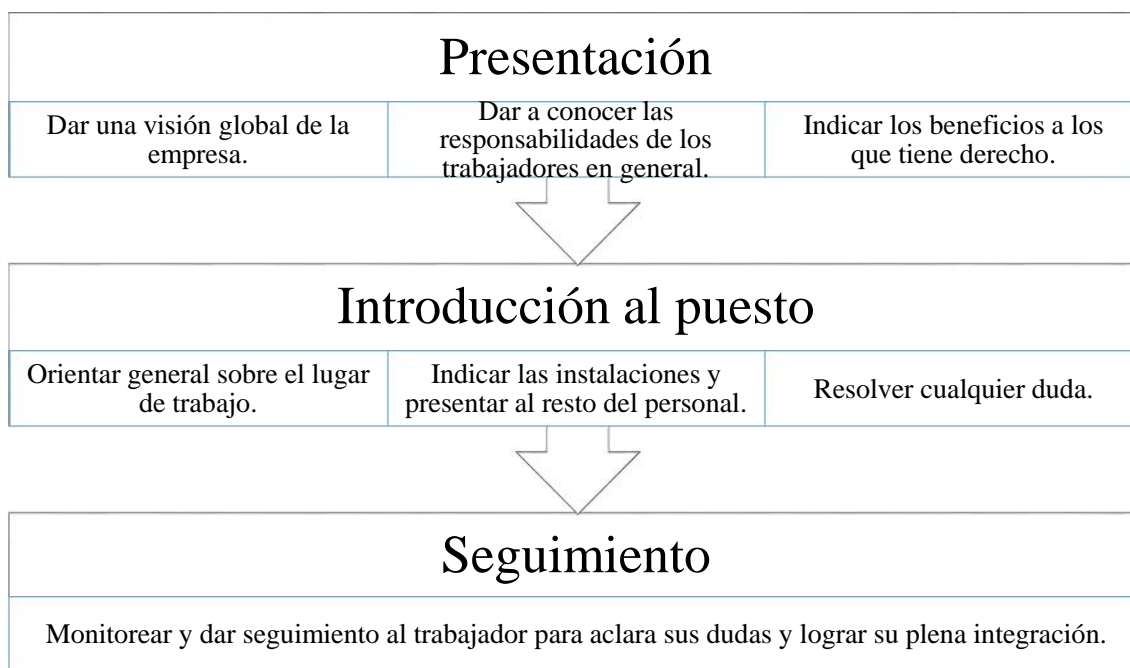 Presentación
Dar una visión global de la
empresa.
Dar a conocer las
responsabilidades de los
trabajadores en general.
Indicar los beneficios a los
que tiene derecho.
Introducción al puesto
Orientar general sobre el lugar
de trabajo.
Indicar las instalaciones y
presentar al resto del personal.
Resolver cualquier duda.
Seguimiento
Monitorear y dar seguimiento al trabajador para aclara sus dudas y lograr su plena integración.